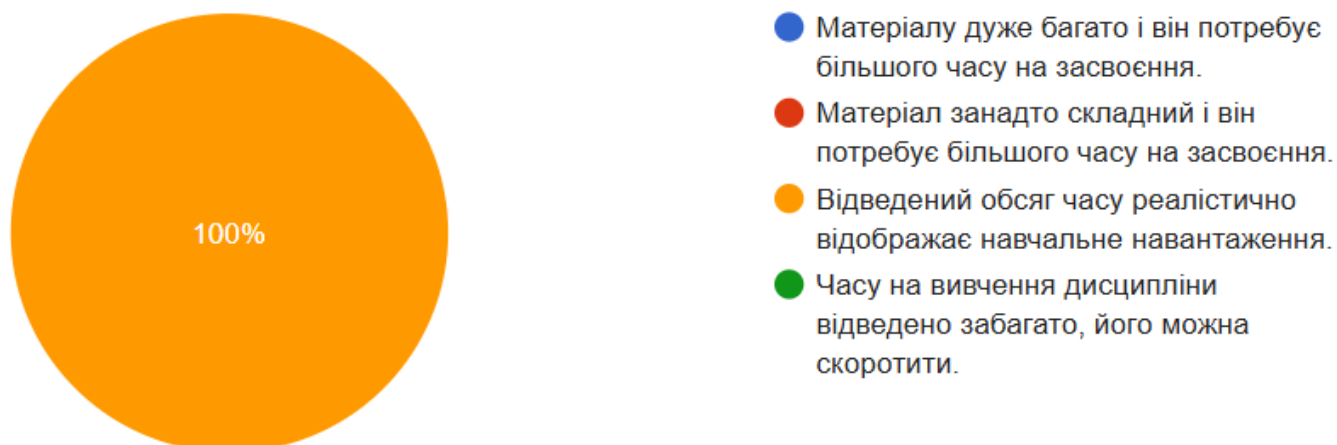 100%
Матеріалу дуже багато і він потребує
більшого часу на засвоєння.
Матеріал занадто складний і він
потребує більшого часу на засвоєння.
Відведений обсяг часу реалістично
відображає навчальне навантаження.
Часу на вивчення дисципліни
відведено забагато, його можна
скоротити.